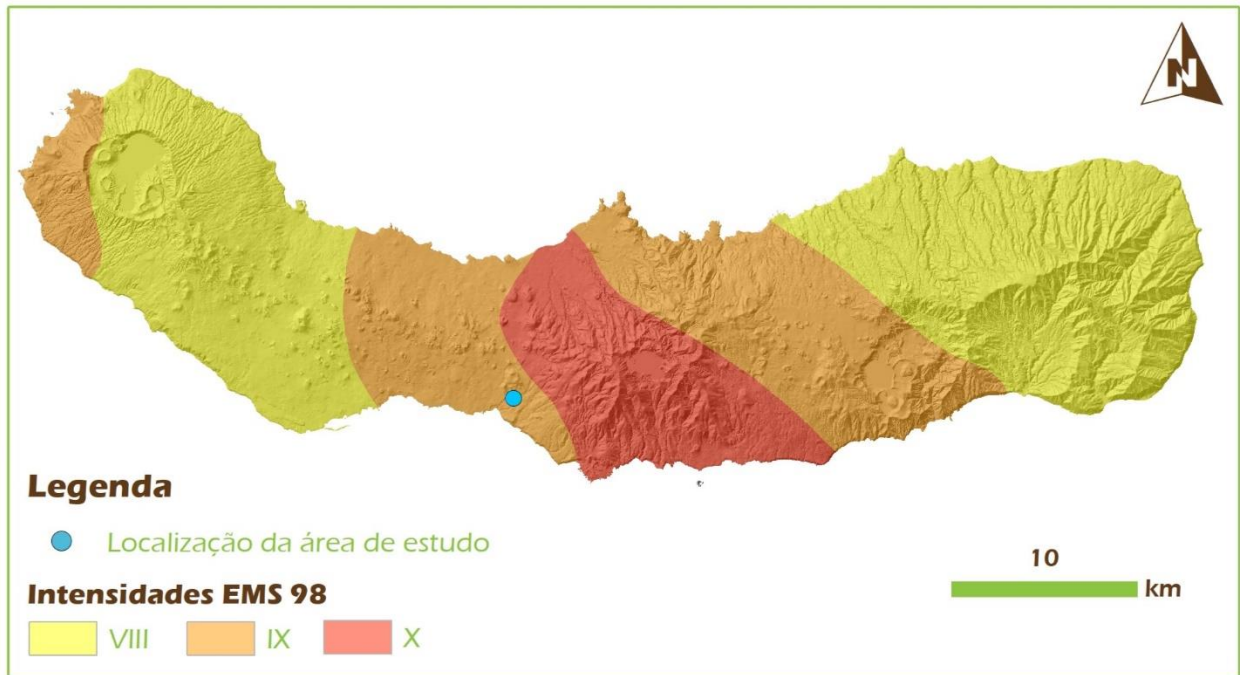 N
Legenda
Localização da área de estudo
10
km
Intensidades EMS 98
VIII IX X